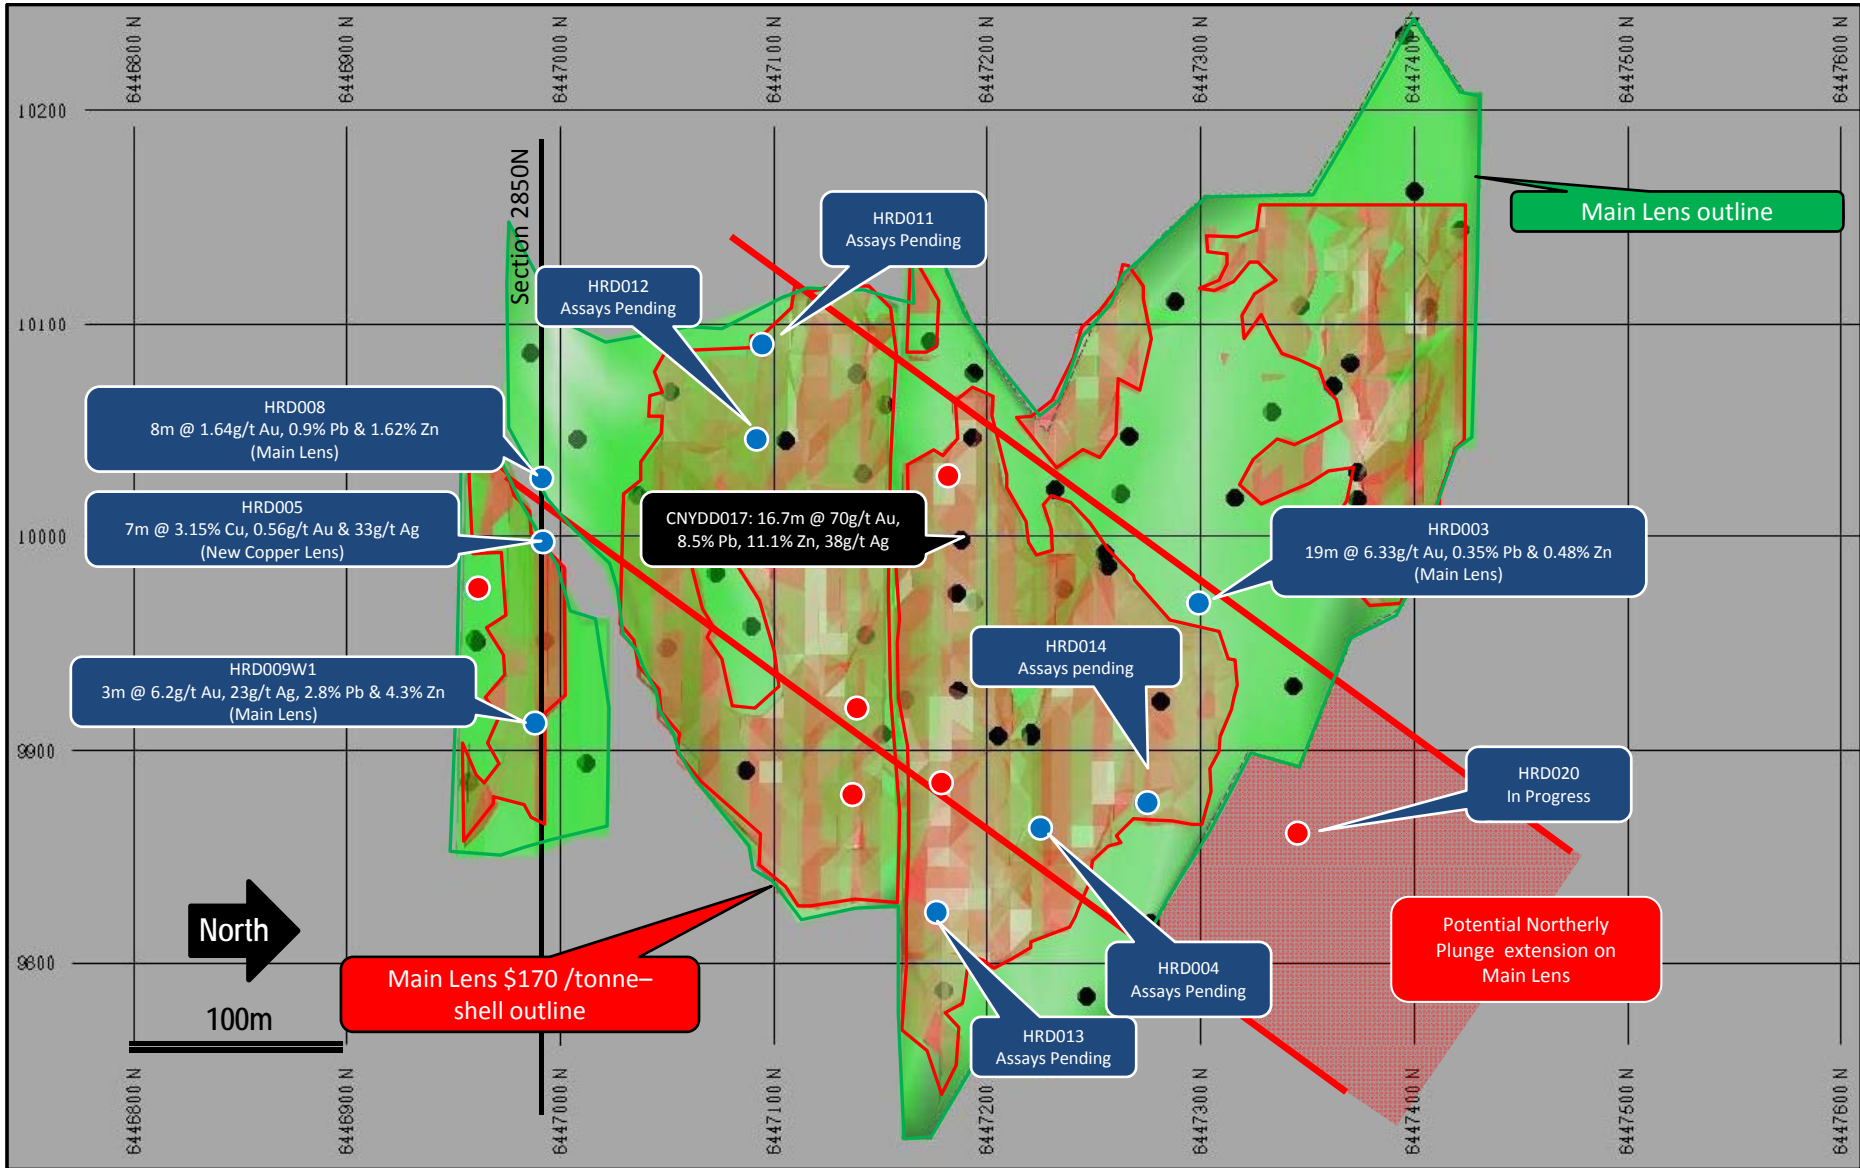 6446800 N
6446900 N
6447000 N
6447100 N
6447200 N
6447300 N
6447400 N
6447500 N
6447600 N
10200
10100
10000
9900
9800
Section 2850N
HRD011
Assays Pending
HRD012
Assays Pending
Main Lens outline
HRD008
8m @ 1.64g/t Au, 0.9% Pb & 1.62% Zn
(Main Lens)
HRD005
7m @ 3.15% Cu, 0.56g/t Au & 33g/t Ag
(New Copper Lens)
CNYDD017: 16.7m @ 70g/t Au,
8.5% Pb, 11.1% Zn, 38g/t Ag
HRD003
19m @ 6.33g/t Au, 0.35% Pb & 0.48% Zn
(Main Lens)
HRD009W1
3m @ 6.2g/t Au, 23g/t Ag, 2.8% Pb & 4.3% Zn
(Main Lens)
HRD014
Assays pending
HRD020
In Progress
North
100m
Main Lens $170 /tonne–
shell outline
HRD004
Assays Pending
HRD013
Assays Pending
Potential Northerly
Plunge extension on
Main Lens
6446800 N
6446900 N
6447000 N
6447100 N
6447200 N
6447300 N
6447400 N
6447500 N
6447600 N